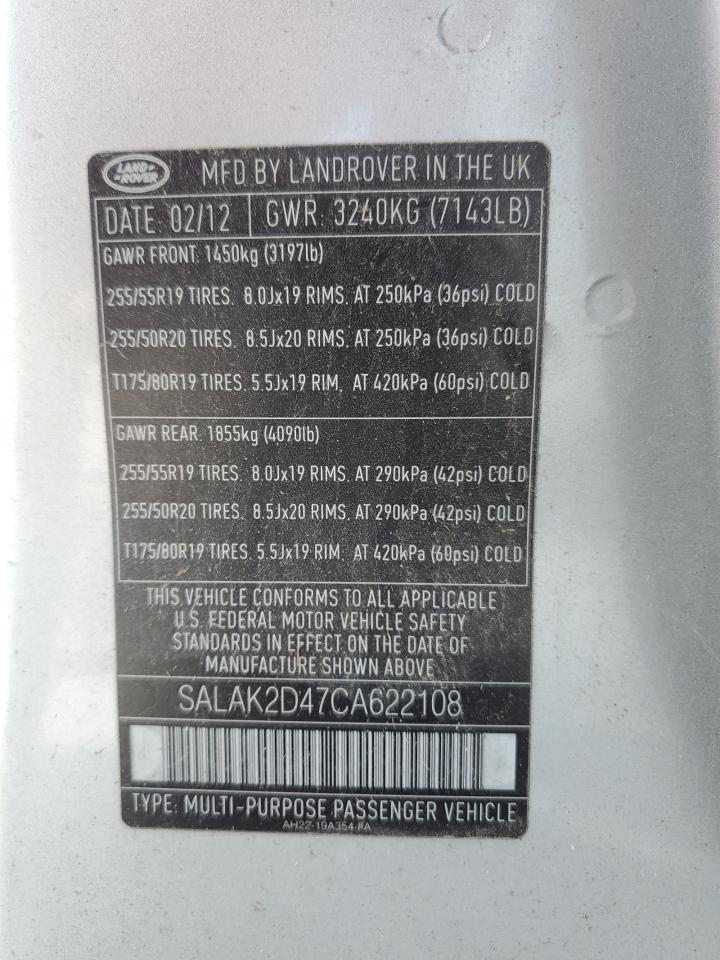 LAND-
-ROVER
MFD BY LANDROVER IN THE UK
DATE: 02/12 GWR: 3240KG (7143LB)
GAWR FRONT: 1450kg (3197lb)
255/55R19 TIRES, 8.0Jx19 RIMS, AT 250kPa (36psi) COLD
255/50R20 TIRES, 8.5Jx20 RIMS, AT 250kPa (36psi) COLD
T175/80R19 TIRES, 5.5Jx19 RIM, AT 420kPa (60psi) COLD
GAWR REAR: 1855kg (4090lb)
255/55R19 TIRES, 8.0Jx19 RIMS, AT 290kPa (42psi) COLD
255/50R20 TIRES, 8.5Jx20 RIMS, AT 290kPa (42psi) COLD
T175/80R19 TIRES, 5.5Jx19 RIM, AT 420kPa (60psi) COLD
THIS VEHICLE CONFORMS TO ALL APPLICABLE
U.S. FEDERAL MOTOR VEHICLE SAFETY
STANDARDS IN EFFECT ON THE DATE OF
MANUFACTURE SHOWN ABOVE
SALAK2D47CA622108
TYPE: MULTI-PURPOSE PASSENGER VEHICLE
AH22-19A354-FA